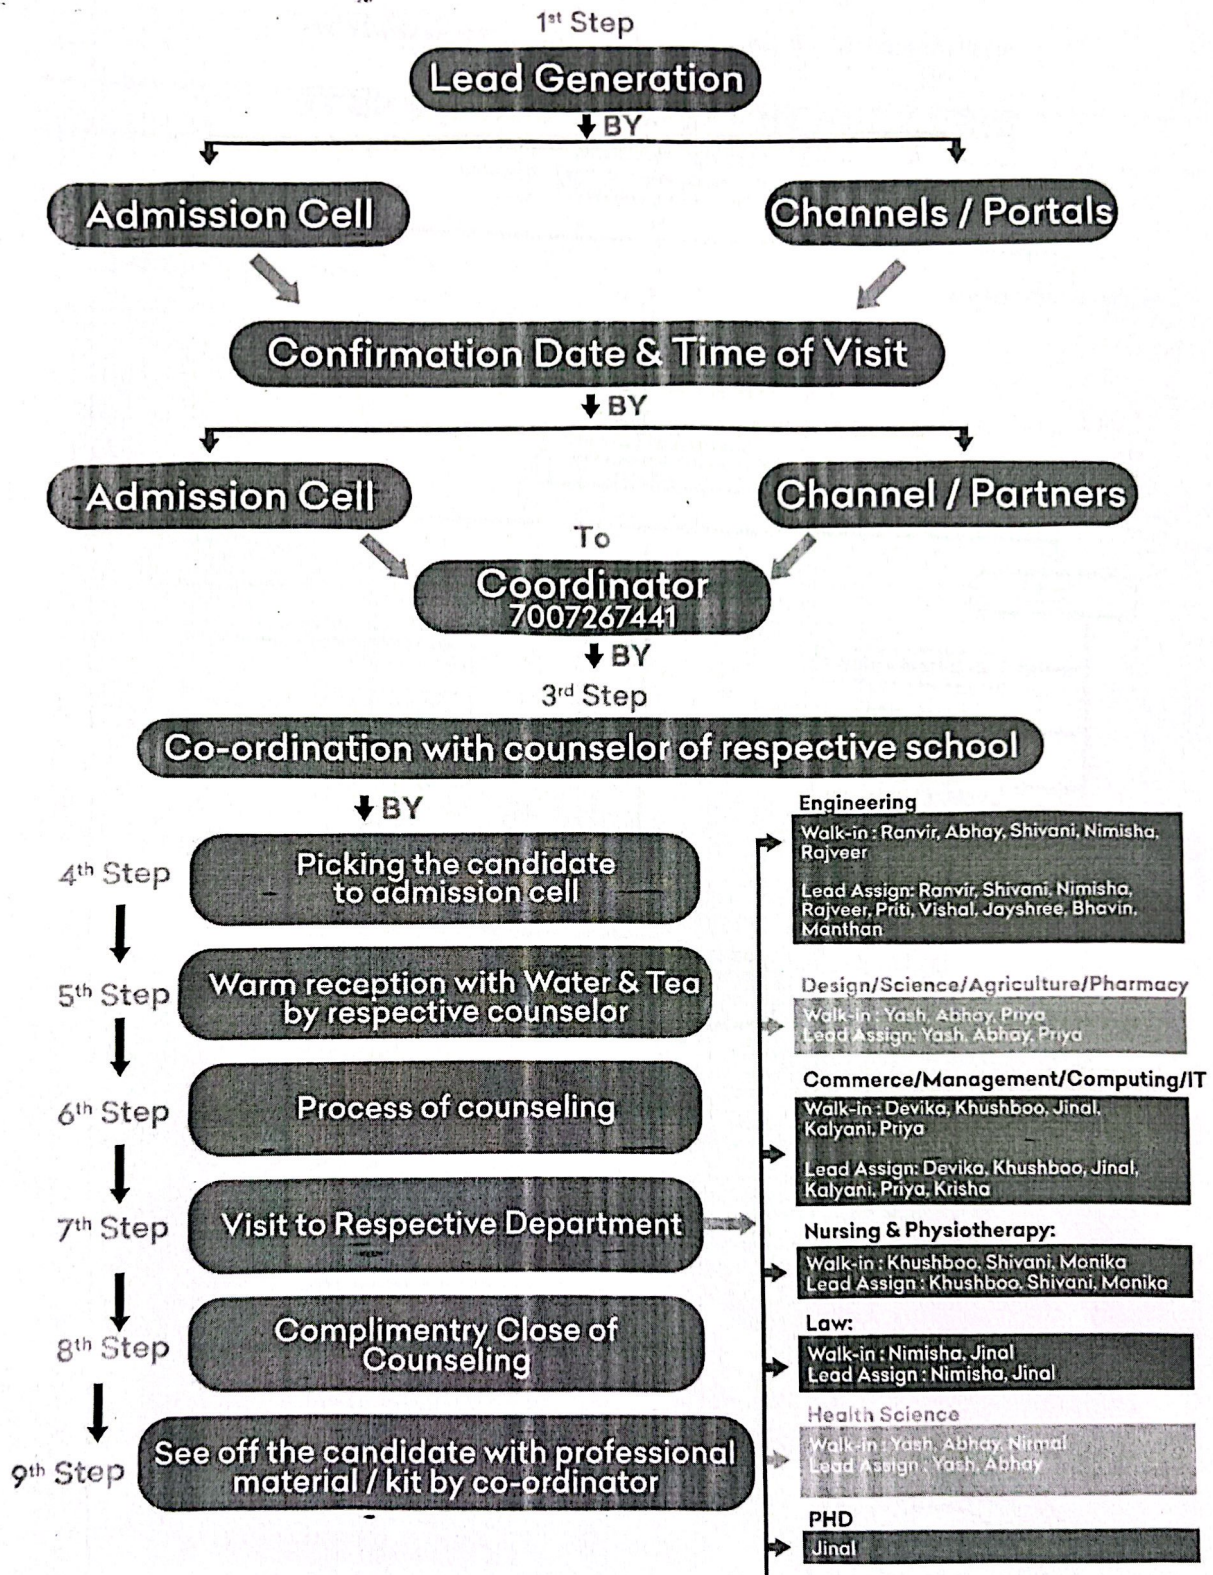 1st Step
Lead Generation
BY
Admission Cell
Channels / Portals
Confirmation Date & Time of Visit
BY
Admission Cell
Channel / Partners
To
Coordinator
7007267441
BY
3rd Step
Co-ordination with counselor of respective school
BY
4th Step
Picking the candidate
to admission cell
5th Step
Warm reception with Water & Tea
by respective counselor
6th Step
Process of counseling
7th Step
Visit to Respective Department
8th Step
Complimentry Close of
Counseling
9th Step
See off the candidate with professional
material / kit by co-ordinator
Engineering
Walk-in : Ranvir, Abhay, Shivani, Nimisha,
Rajveer
Lead Assign: Ranvir, Shivani, Nimisha,
Rajveer, Priti, Vishal, Jayshree, Bhavin,
Manthan
Design/Science/Agriculture/Pharmacy
Walk-in : Yash, Abhay, Priya
Lead Assign: Yash, Abhay, Priya
Commerce/Management/Computing/IT
Walk-in : Devika, Khushboo, Jinal,
Kalyani, Priya
Lead Assign: Devika, Khushboo, Jinal,
Kalyani, Priya, Krisha
Nursing & Physiotherapy:
Walk-in : Khushboo, Shivani, Monika
Lead Assign : Khushboo, Shivani, Monika
Law:
Walk-in : Nimisha, Jinal
Lead Assign : Nimisha, Jinal
Health Science
Walk-in : Yash, Abhay, Nirmal
Lead Assign : Yash, Abhay
PHD
Jinal